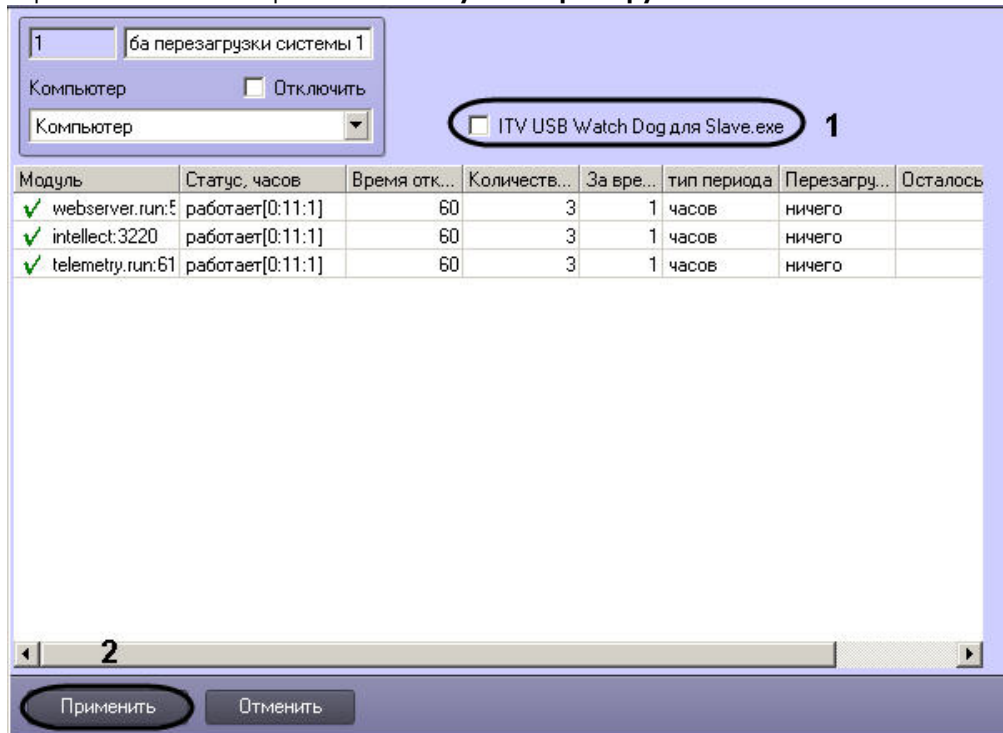 1 ба перезагрузки системы 1
Компьютер Отключить
Компьютер
ITV USB Watch Dog для Slave.exe 1
Модуль Статус, часов Время отк... Количеств... За вре... тип периода Перезагру... Осталось
webserver.run:5 работает[0:11:1] 60 3 1 часов ничего
intellect:3220 работает[0:11:1] 60 3 1 часов ничего
telemetry.run:61 работает[0:11:1] 60 3 1 часов ничего
2
Применить Отменить